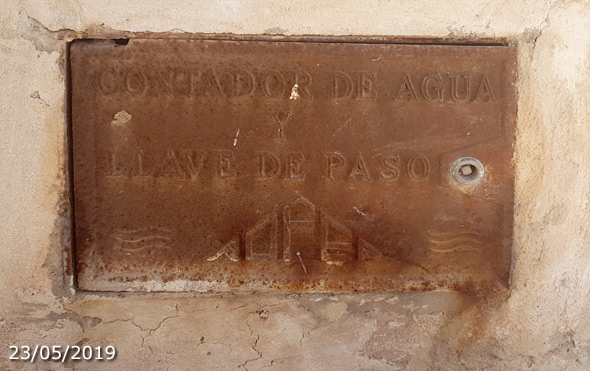 CONTADOR DE AGUA
Y
LLAVE DE PASO
23/05/2019